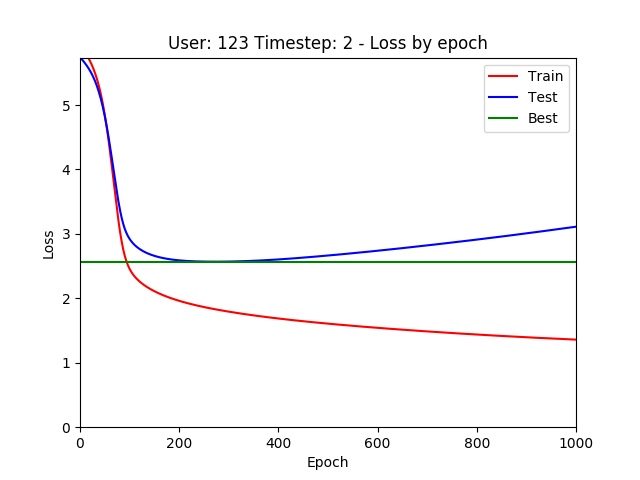 User: 123 Timestep: 2 - Loss by epoch
Train
Test
Best
5
4
3
2
1
0
Loss
0 200 400 600 800 1000
Epoch